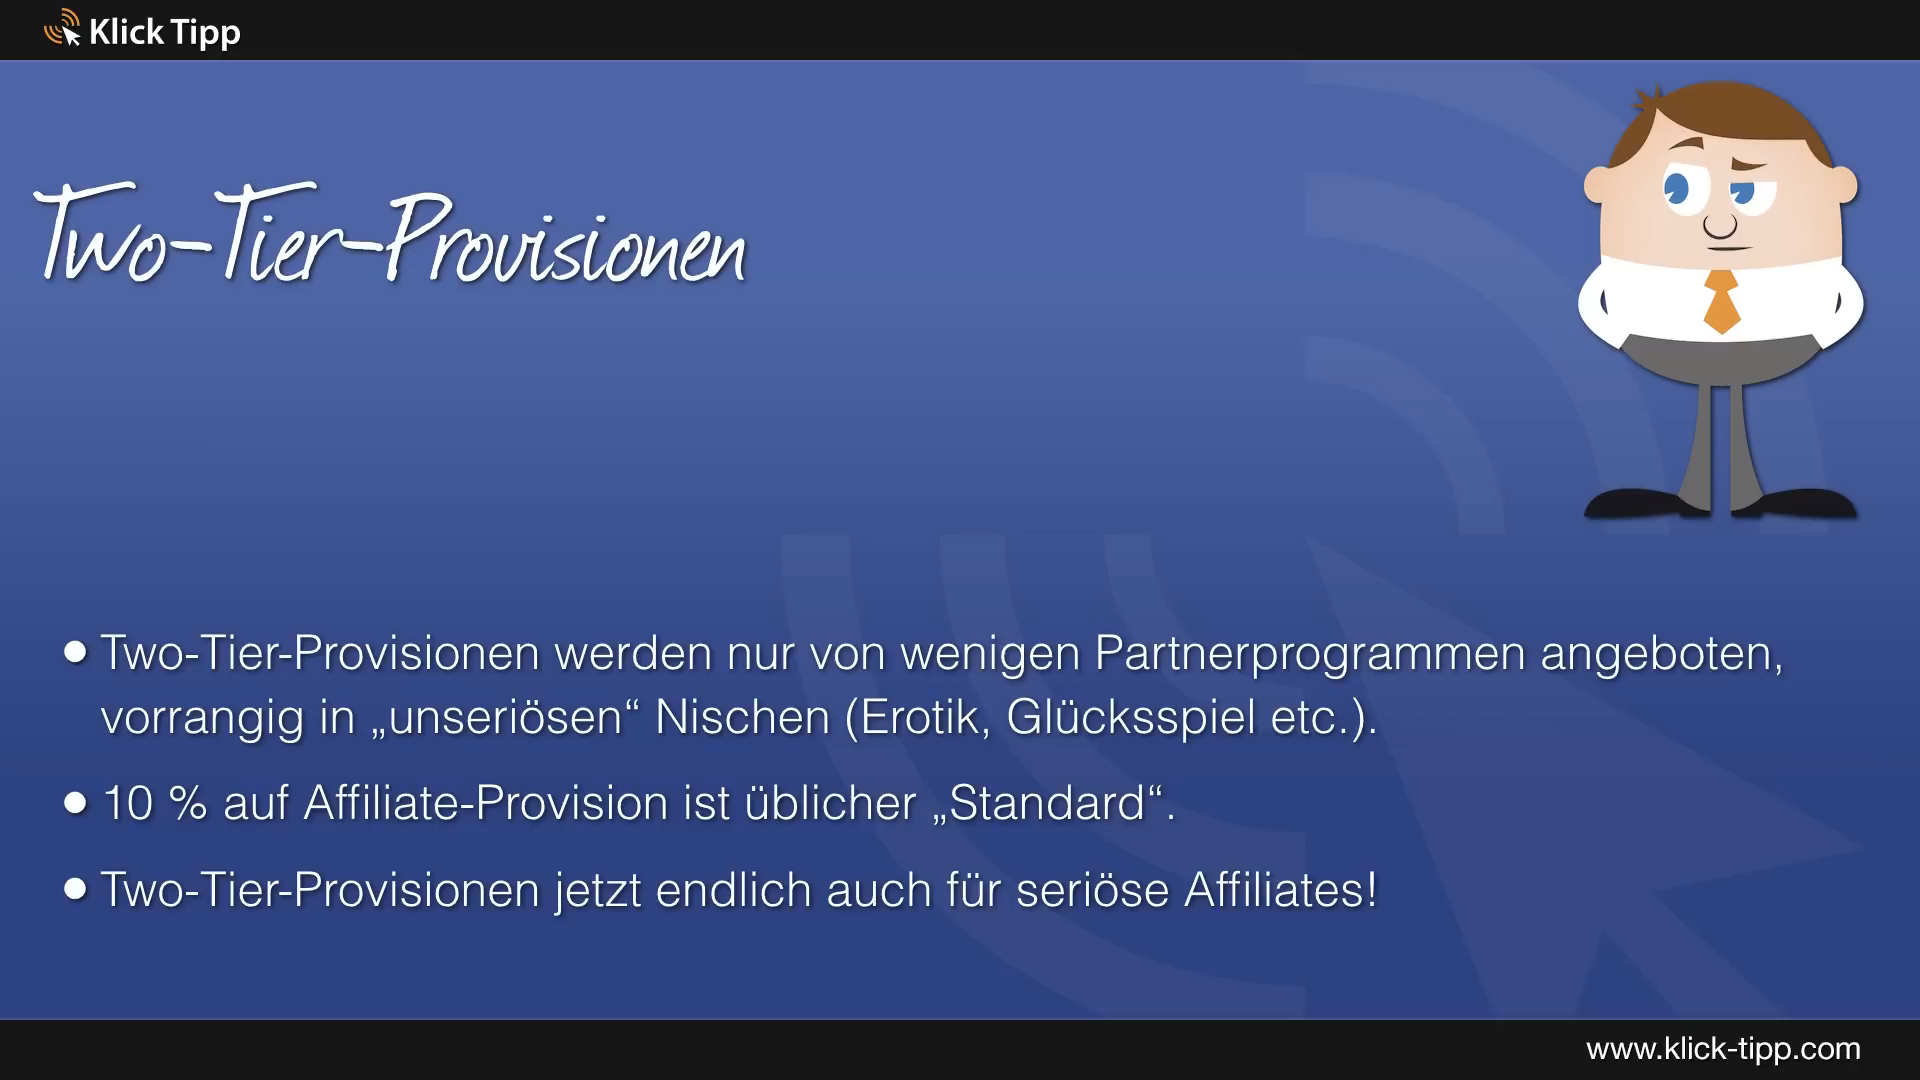 Klick Tipp
Two-Tier-Provisionen
• Two-Tier-Provisionen werden nur von wenigen Partnerprogrammen angeboten,
vorrangig in „unseriösen“ Nischen (Erotik, Glücksspiel etc.).
• 10 % auf Affiliate-Provision ist üblicher „Standard“.
• Two-Tier-Provisionen jetzt endlich auch für seriöse Affiliates!
www.klick-tipp.com